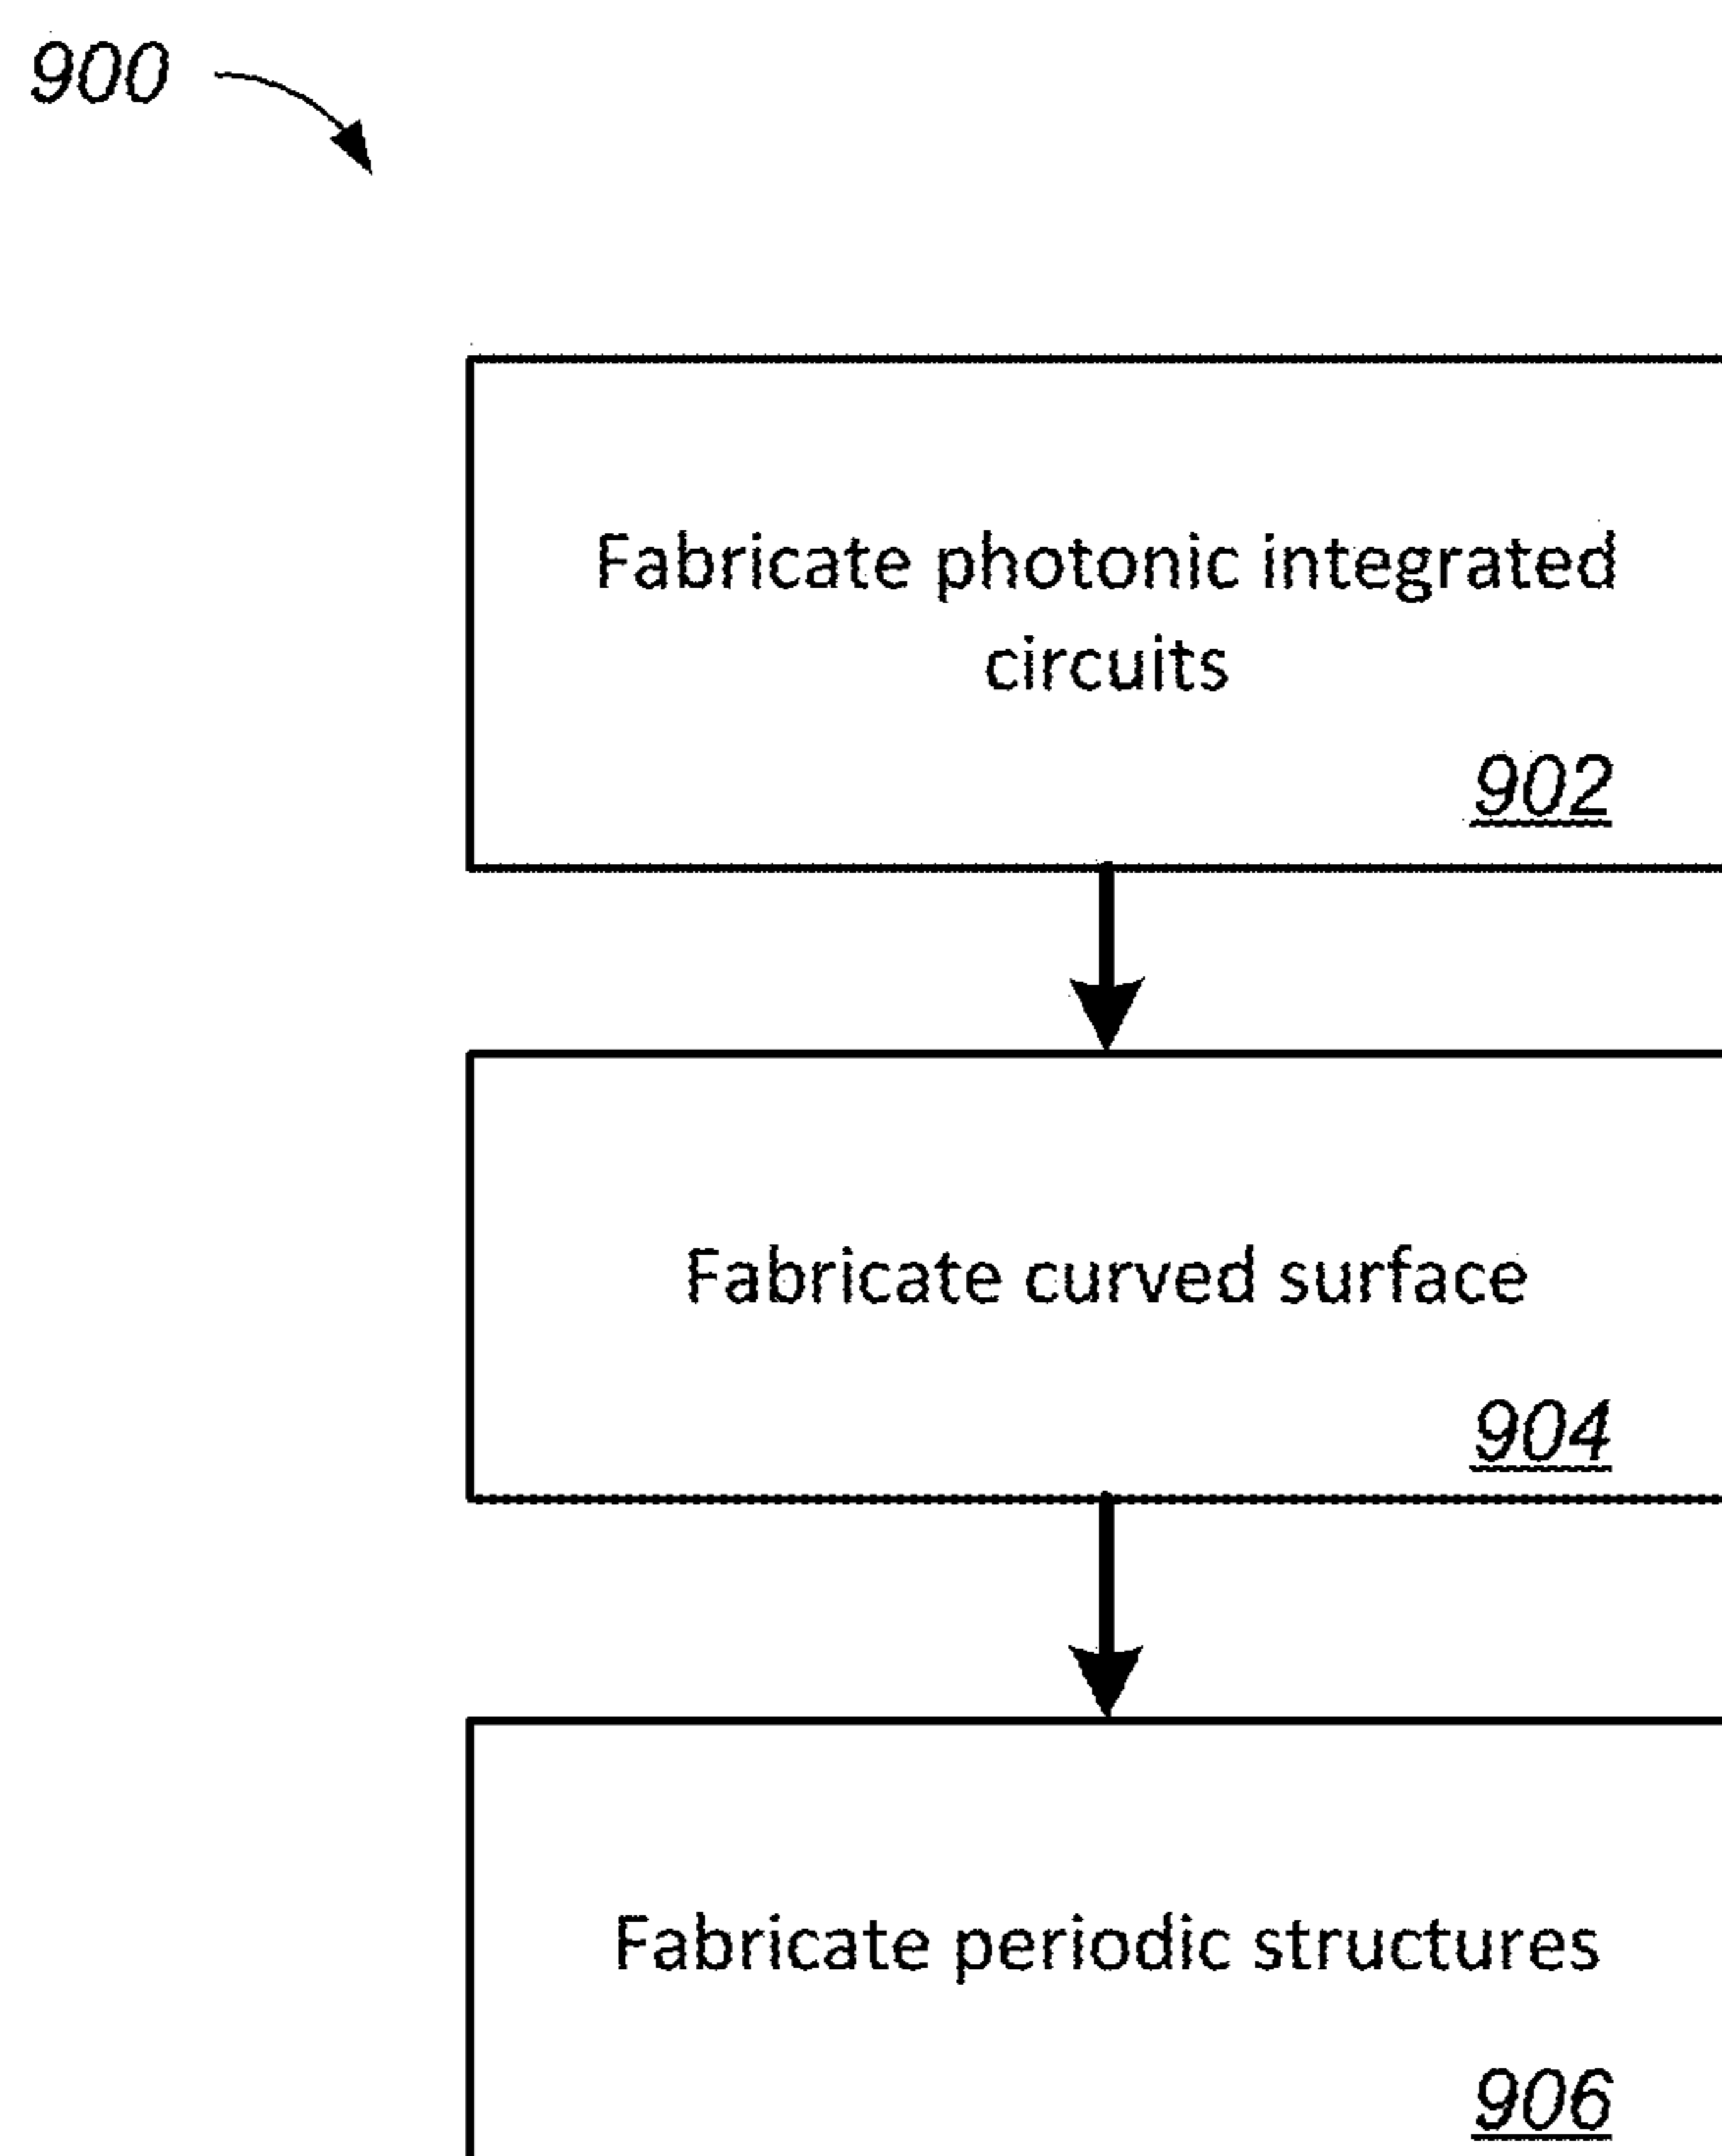 900
Fabricate photonic integrated
circuits
902
Fabricate curved surface
904
Fabricate periodic structures
906